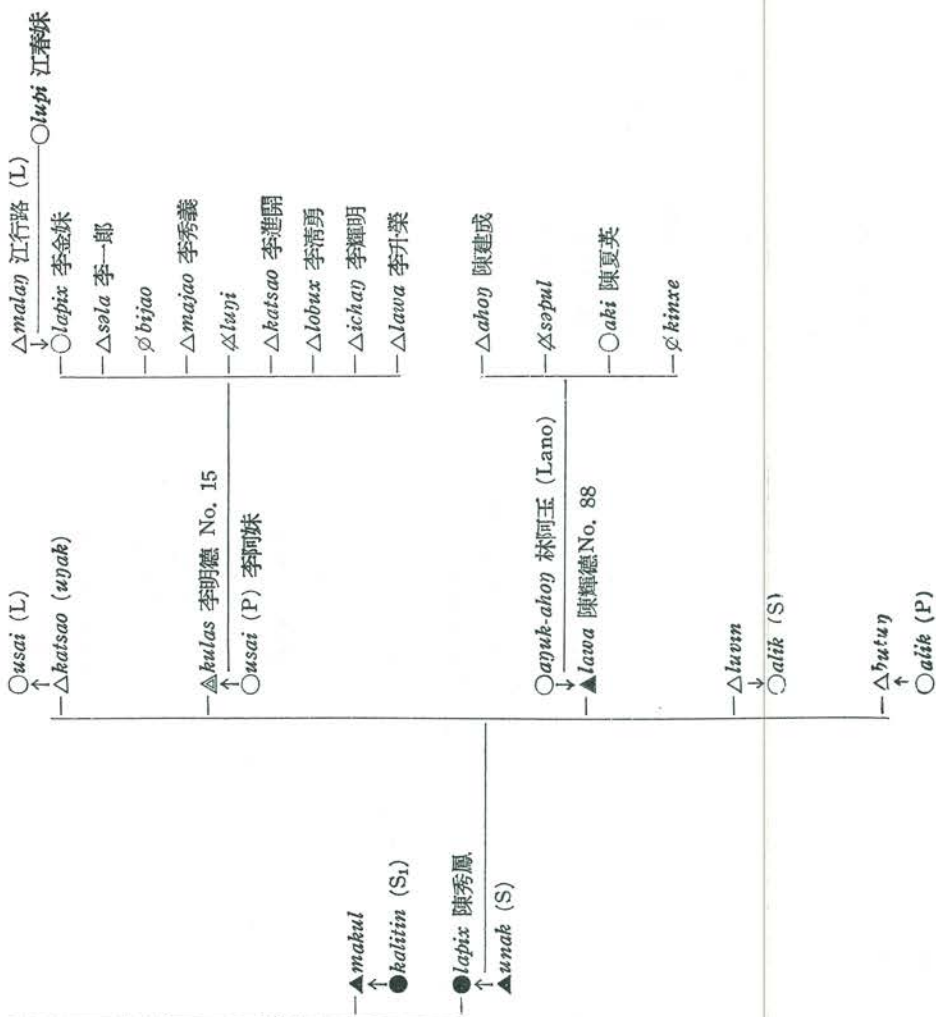 △malaŋ 江行路 (L)
○lapix 李金妹
○lupi 江春妹
△səla 李一郎
∅bijao
△majao 李秀義
luŋi
△katsao 李進開
△lobux 李清勇
△ichaŋ 李輝明
△lawa 李升榮
△ahoŋ 陳建成
səpul
○aki 陳夏英
∅kinxe
○usai (L)
△katsao (uŋak)
kulas 李明德 No. 15
○usai (P) 李阿妹
○aŋuk-ahoŋ 林阿玉 (Lano)
▲lawa 陳輝德 No. 88
△luvin
○alik (S)
△butuŋ
○alik (P)
▲makul
●kalitin (S₁)
●lapix 陳秀鳳
▲unak (S)